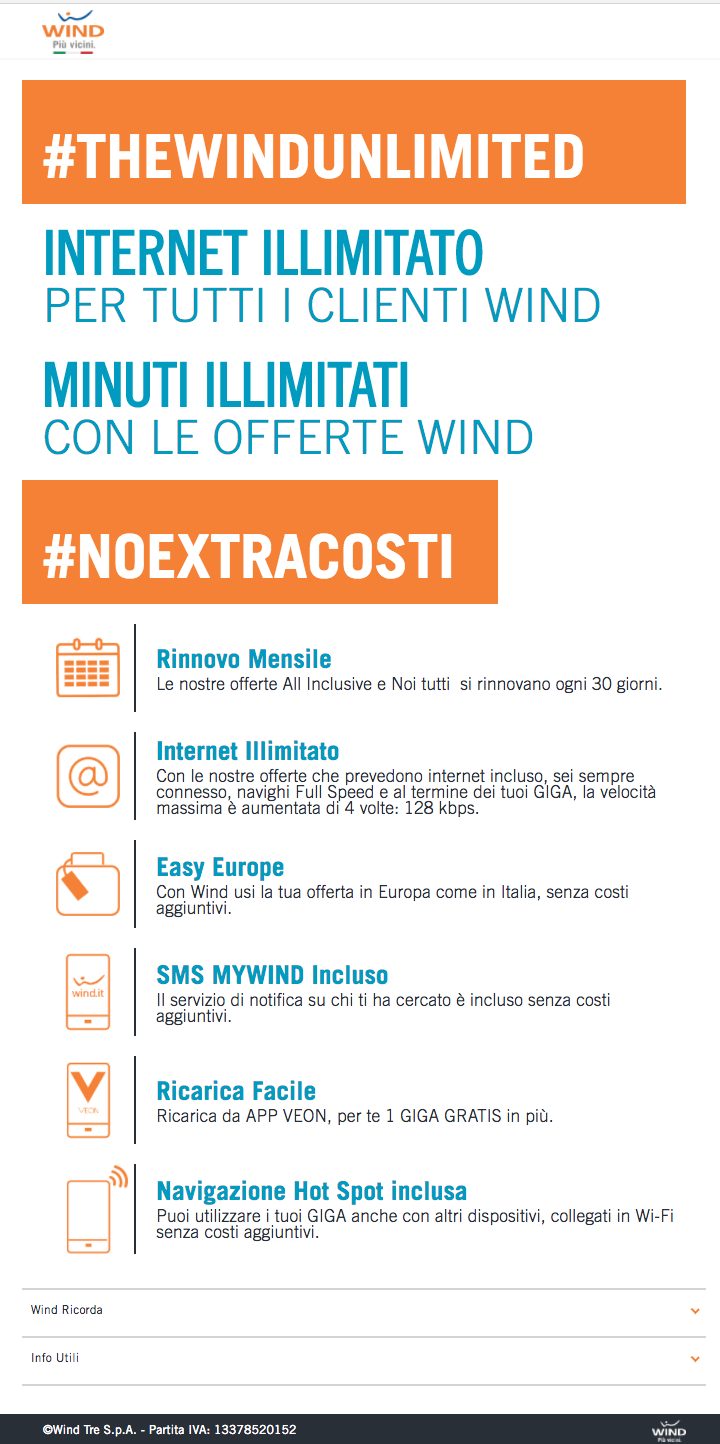 WIND
Più vicini.
#THEWINDUNLIMITED
INTERNET ILLIMITATO
PER TUTTI I CLIENTI WIND
MINUTI ILLIMITATI
CON LE OFFERTE WIND
#NOEXTRACOSTI
Rinnovo Mensile
Le nostre offerte All Inclusive e Noi tutti  si rinnovano ogni 30 giorni.
@
Internet Illimitato
Con le nostre offerte che prevedono internet incluso, sei sempre
connesso, navighi Full Speed e al termine dei tuoi GIGA, la velocità
massima è aumentata di 4 volte: 128 kbps.
Easy Europe
Con Wind usi la tua offerta in Europa come in Italia, senza costi
aggiuntivi.
wind.it
SMS MYWIND Incluso
Il servizio di notifica su chi ti ha cercato è incluso senza costi
aggiuntivi.
VEON
Ricarica Facile
Ricarica da APP VEON, per te 1 GIGA GRATIS in più.
Navigazione Hot Spot inclusa
Puoi utilizzare i tuoi GIGA anche con altri dispositivi, collegati in Wi-Fi
senza costi aggiuntivi.
Wind Ricorda
Info Utili
©Wind Tre S.p.A. - Partita IVA: 13378520152
WIND
Più vicini.